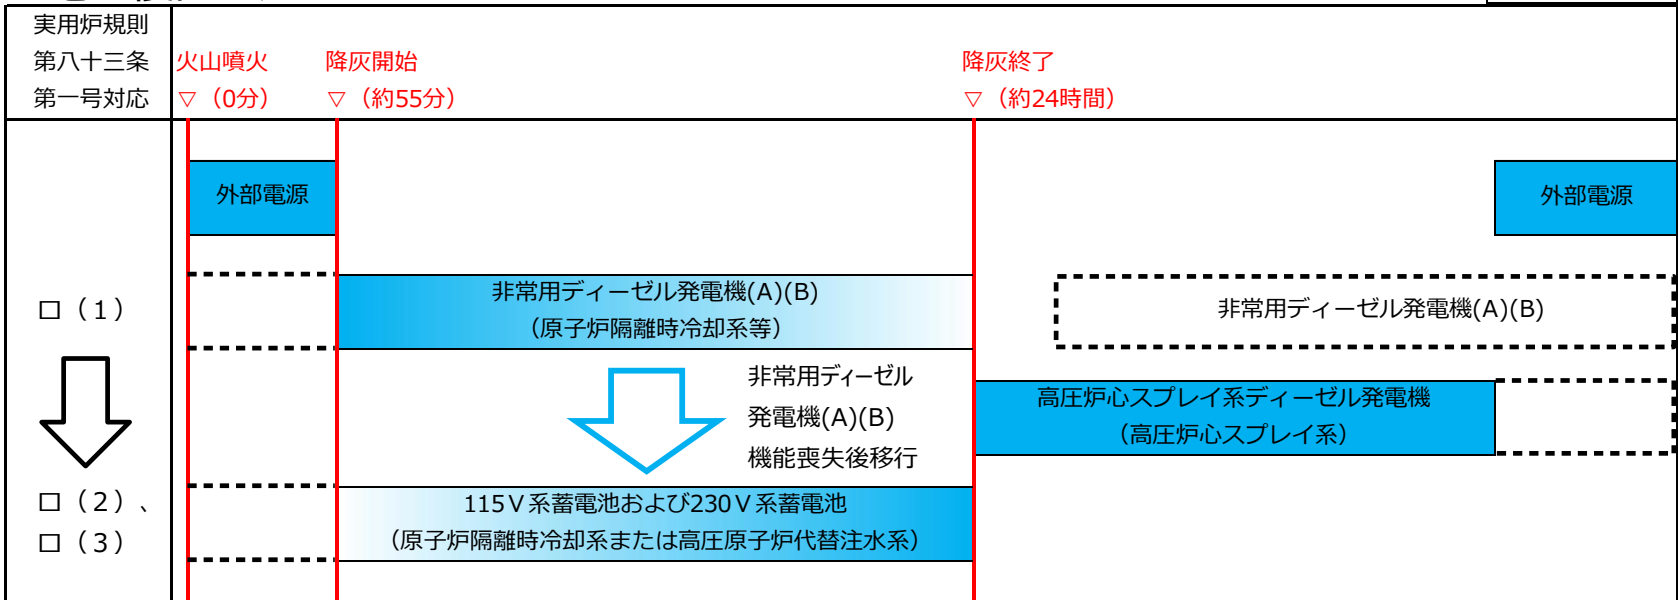 実用炉規則
第八十三条
第一号対応
火山噴火
▽（0分）
降灰開始
▽（約55分）
降灰終了
▽（約24時間）
外部電源
外部電源
ロ（1）
非常用ディーゼル発電機(A)(B)
（原子炉隔離時冷却系等）
非常用ディーゼル発電機(A)(B)
非常用ディーゼル
発電機(A)(B)
機能喪失後移行
高圧炉心スプレイ系ディーゼル発電機
（高圧炉心スプレイ系）
ロ（2）、
ロ（3）
115Ｖ系蓄電池および230Ｖ系蓄電池
（原子炉隔離時冷却系または高圧原子炉代替注水系）